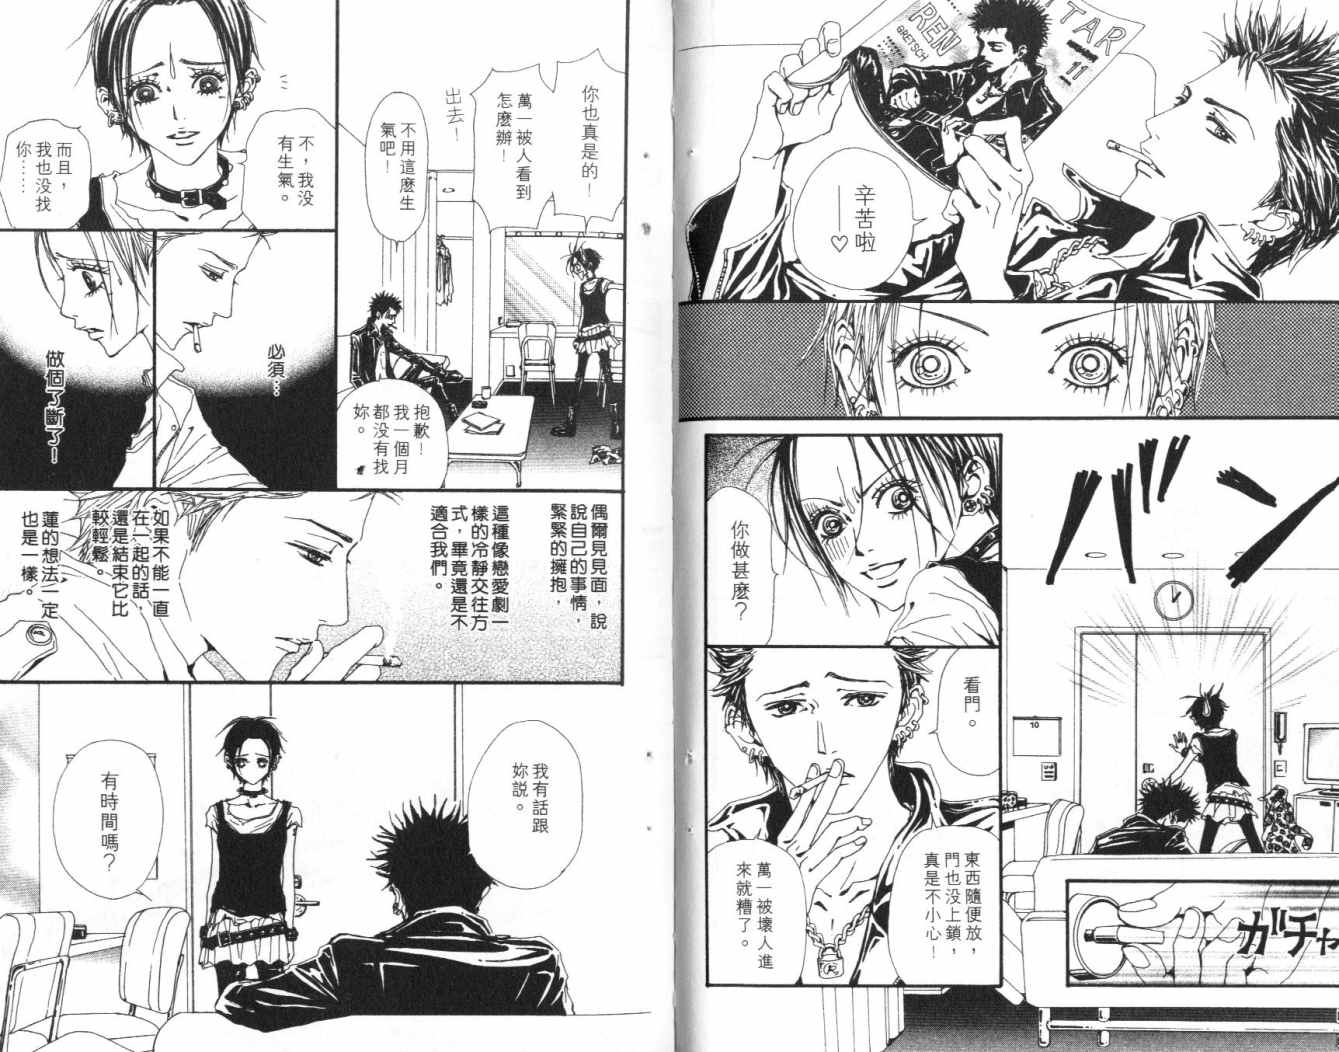 REN
GRETSCH
TAR
11
辛苦啦
——♡
バン
10
ガチャ
你做甚麼？
看門。
東西隨便放，
門也没上鎖，
真是不小心！
萬一被壞人進
來就糟了。
你也真是的！
萬一被人看到
怎麼辦！
出去！
不用這麼生
氣吧！
抱歉！
我一個月
都没有找
妳。
不，我没
有生氣。
而且，
我也没找
你……
必須…
做個了斷了！
偶爾見見面，說
說自己的事情，
緊緊的擁抱，
這種像戀愛劇一
樣的冷靜交往方
式，畢竟還是不
適合我們。
如果不能一直
在一起的話，
還是結束它比
較輕鬆。
蓮的想法一定
也是一樣。
我有話跟
妳說。
有時間嗎？